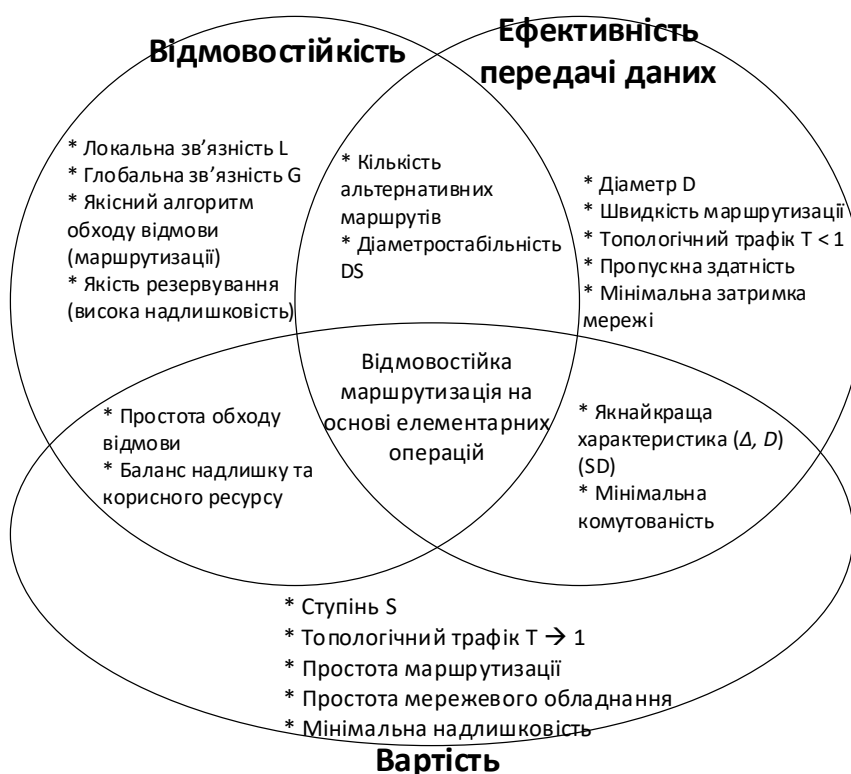 Відмовостійкість
Ефективність
передачі даних
* Локальна зв’язність L
* Глобальна зв’язність G
* Якісний алгоритм
обходу відмови
(маршрутизації)
* Якість резервування
(висока надлишковість)
* Кількість
альтернативних
маршрутів
* Діаметростабільність
DS
* Діаметр D
* Швидкість маршрутизації
* Топологічний трафік T < 1
* Пропускна здатність
* Мінімальна затримка
мережі
Відмовостійка
маршрутизація на
основі елементарних
операцій
* Простота обходу
відмови
* Баланс надлишку та
корисного ресурсу
* Якнайкраща
характеристика (Δ, D)
(SD)
* Мінімальна
комутованість
* Ступінь S
* Топологічний трафік T → 1
* Простота маршрутизації
* Простота мережевого обладнання
* Мінімальна надлишковість
Вартість